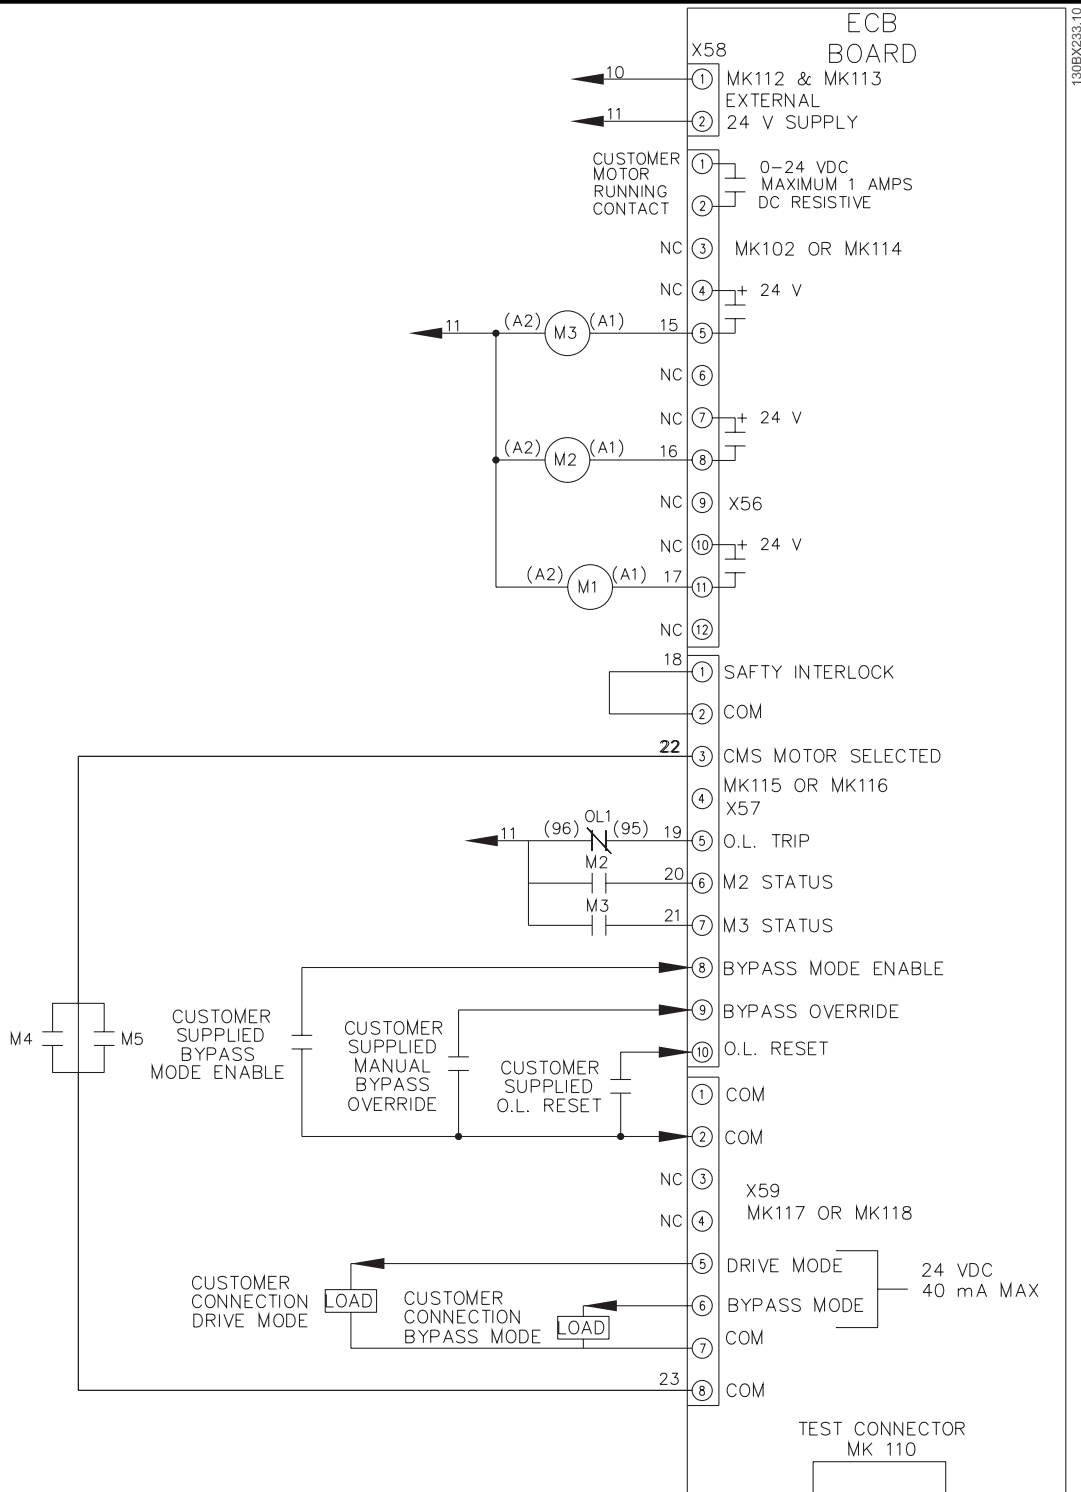 130BX233.10
ECB
BOARD
X58
10
1
MK112 & MK113
EXTERNAL
11
2
24 V SUPPLY
CUSTOMER
MOTOR
RUNNING
CONTACT
1
0-24 VDC
MAXIMUM 1 AMPS
2
DC RESISTIVE
NC
3
MK102 OR MK114
NC
4
+ 24 V
11
(A2)
M3
(A1)
15
5
NC
6
NC
7
+ 24 V
(A2)
M2
(A1)
16
8
NC
9
X56
NC
10
+ 24 V
(A2)
M1
(A1)
17
11
NC
12
18
1
SAFTY INTERLOCK
2
COM
22
3
CMS MOTOR SELECTED
4
MK115 OR MK116
X57
11
(96)
OL1
(95)
19
5
O.L. TRIP
M2
20
6
M2 STATUS
M3
21
7
M3 STATUS
8
BYPASS MODE ENABLE
9
BYPASS OVERRIDE
10
O.L. RESET
M4
M5
CUSTOMER
SUPPLIED
BYPASS
MODE ENABLE
CUSTOMER
SUPPLIED
MANUAL
BYPASS
OVERRIDE
CUSTOMER
SUPPLIED
O.L. RESET
1
COM
2
COM
NC
3
X59
MK117 OR MK118
NC
4
5
DRIVE MODE
24 VDC
40 mA MAX
6
BYPASS MODE
CUSTOMER
CONNECTION
DRIVE MODE
LOAD
CUSTOMER
CONNECTION
BYPASS MODE
LOAD
7
COM
23
8
COM
TEST CONNECTOR
MK 110